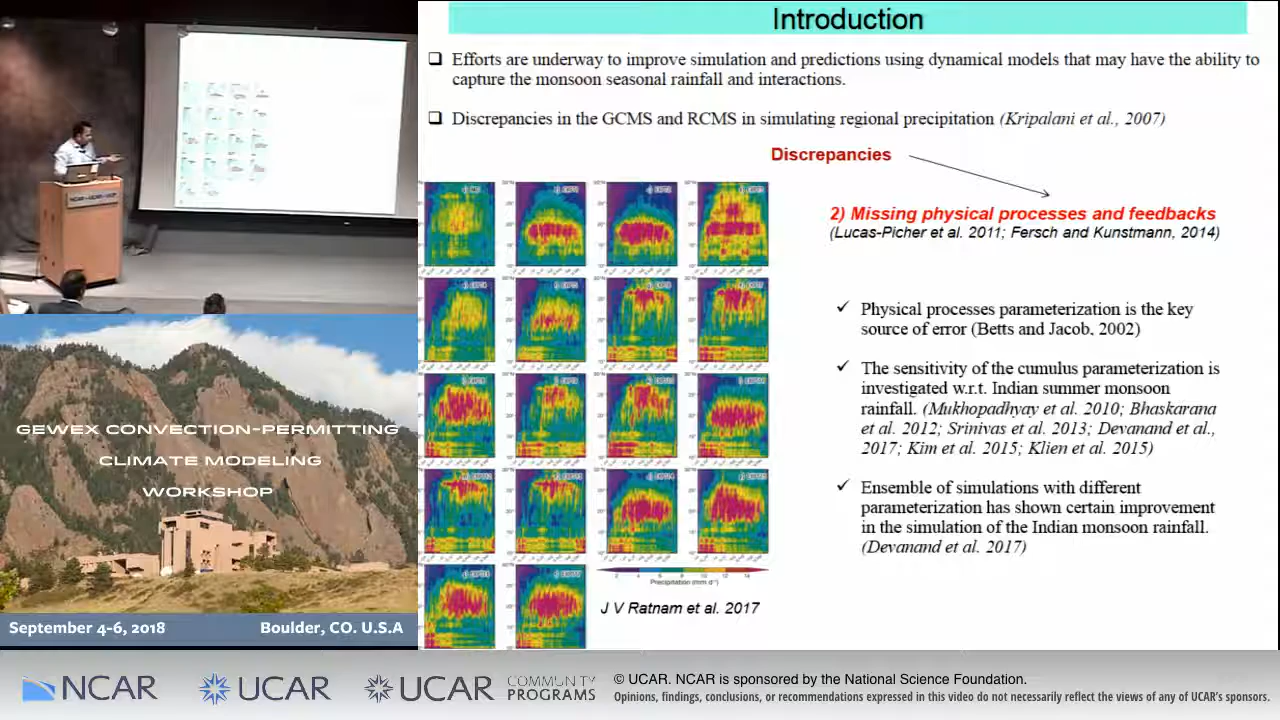 Introduction
Efforts are underway to improve simulation and predictions using dynamical models that may have the ability to
capture the monsoon seasonal rainfall and interactions.
Discrepancies in the GCMS and RCMS in simulating regional precipitation (Kripalani et al., 2007)
Discrepancies
2) Missing physical processes and feedbacks
(Lucas-Picher et al. 2011; Fersch and Kunstmann, 2014)
Physical processes parameterization is the key
source of error (Betts and Jacob, 2002)
The sensitivity of the cumulus parameterization is
investigated w.r.t. Indian summer monsoon
rainfall. (Mukhopadhyay et al. 2010; Bhaskarana
et al. 2012; Srinivas et al. 2013; Devanand et al.,
2017; Kim et al. 2015; Klien et al. 2015)
Ensemble of simulations with different
parameterization has shown certain improvement
in the simulation of the Indian monsoon rainfall.
(Devanand et al. 2017)
Precipitation (mm d⁻¹)
J V Ratnam et al. 2017
GEWEX CONVECTION-PERMITTING
CLIMATE MODELING
WORKSHOP
September 4-6, 2018
Boulder, CO. U.S.A
NCAR
UCAR
UCAR
COMMUNITY
PROGRAMS
© UCAR. NCAR is sponsored by the National Science Foundation.
Opinions, findings, conclusions, or recommendations expressed in this video do not necessarily reflect the views of any of UCAR's sponsors.